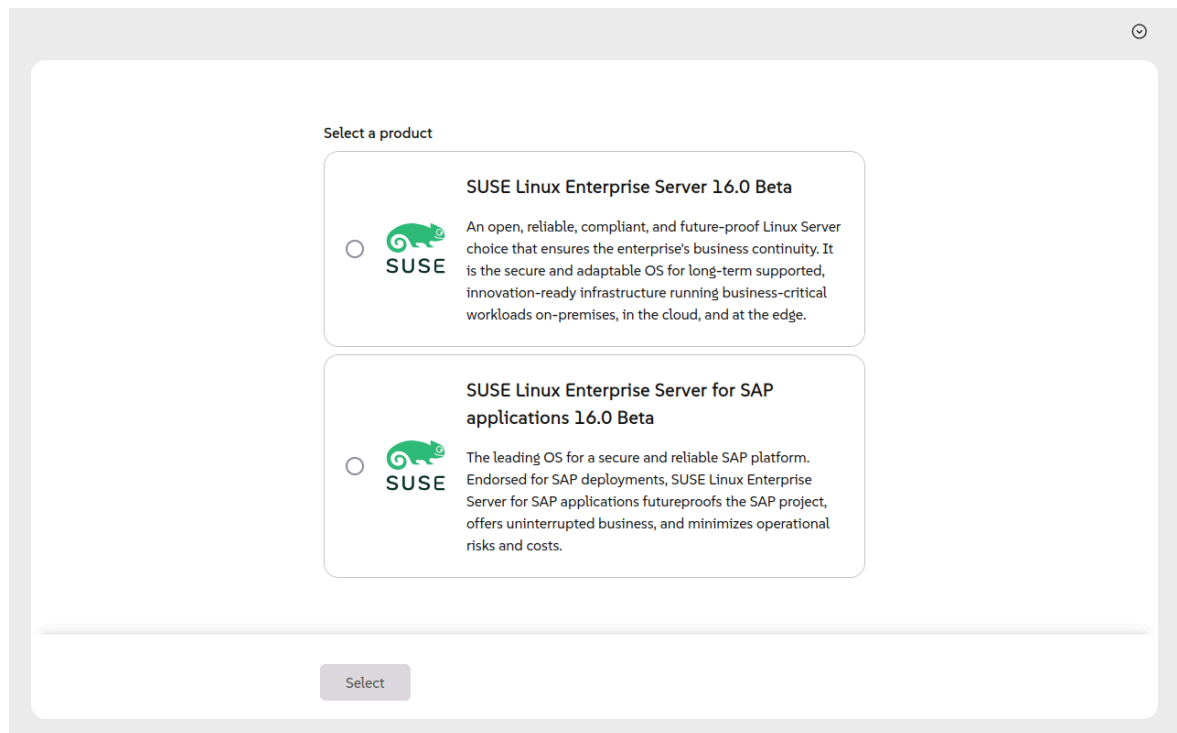 Select a product
SUSE Linux Enterprise Server 16.0 Beta
An open, reliable, compliant, and future-proof Linux Server
choice that ensures the enterprise's business continuity. It
is the secure and adaptable OS for long-term supported,
innovation-ready infrastructure running business-critical
workloads on-premises, in the cloud, and at the edge.
SUSE
SUSE Linux Enterprise Server for SAP
applications 16.0 Beta
The leading OS for a secure and reliable SAP platform.
Endorsed for SAP deployments, SUSE Linux Enterprise
Server for SAP applications futureproofs the SAP project,
offers uninterrupted business, and minimizes operational
risks and costs.
SUSE
Select